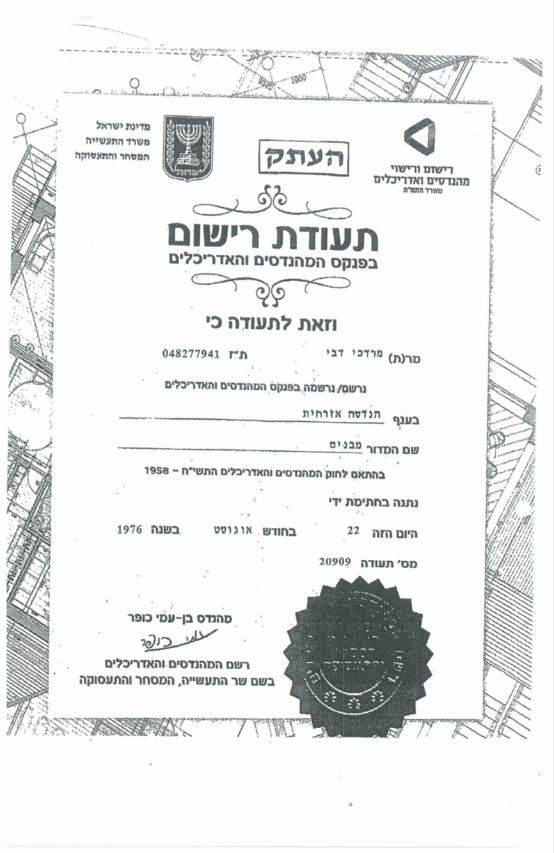 מדינת ישראל
משרד התעשייה
המסחר והתעסוקה
העתק
רישום ורישוי
מהנדסים ואדריכלים
משרד התמ"ת
תעודת רישום
בפנקס המהנדסים והאדריכלים
וזאת לתעודה כי
מר(ת) מרדכי דבי ת"ז 048277941
נרשם/נרשמה בפנקס המהנדסים והאדריכלים
בענף הנדסה אזרחית
שם המדור מבנים
בהתאם לחוק המהנדסים והאדריכלים התשי"ח – 1958
נתנה בחתימת ידי
היום הזה 22 בחודש אוגוסט בשנה 1976
מס' תעודה 20909
מהנדס בן-עמי כופר
רשם המהנדסים והאדריכלים
בשם שר התעשייה, המסחר והתעסוקה